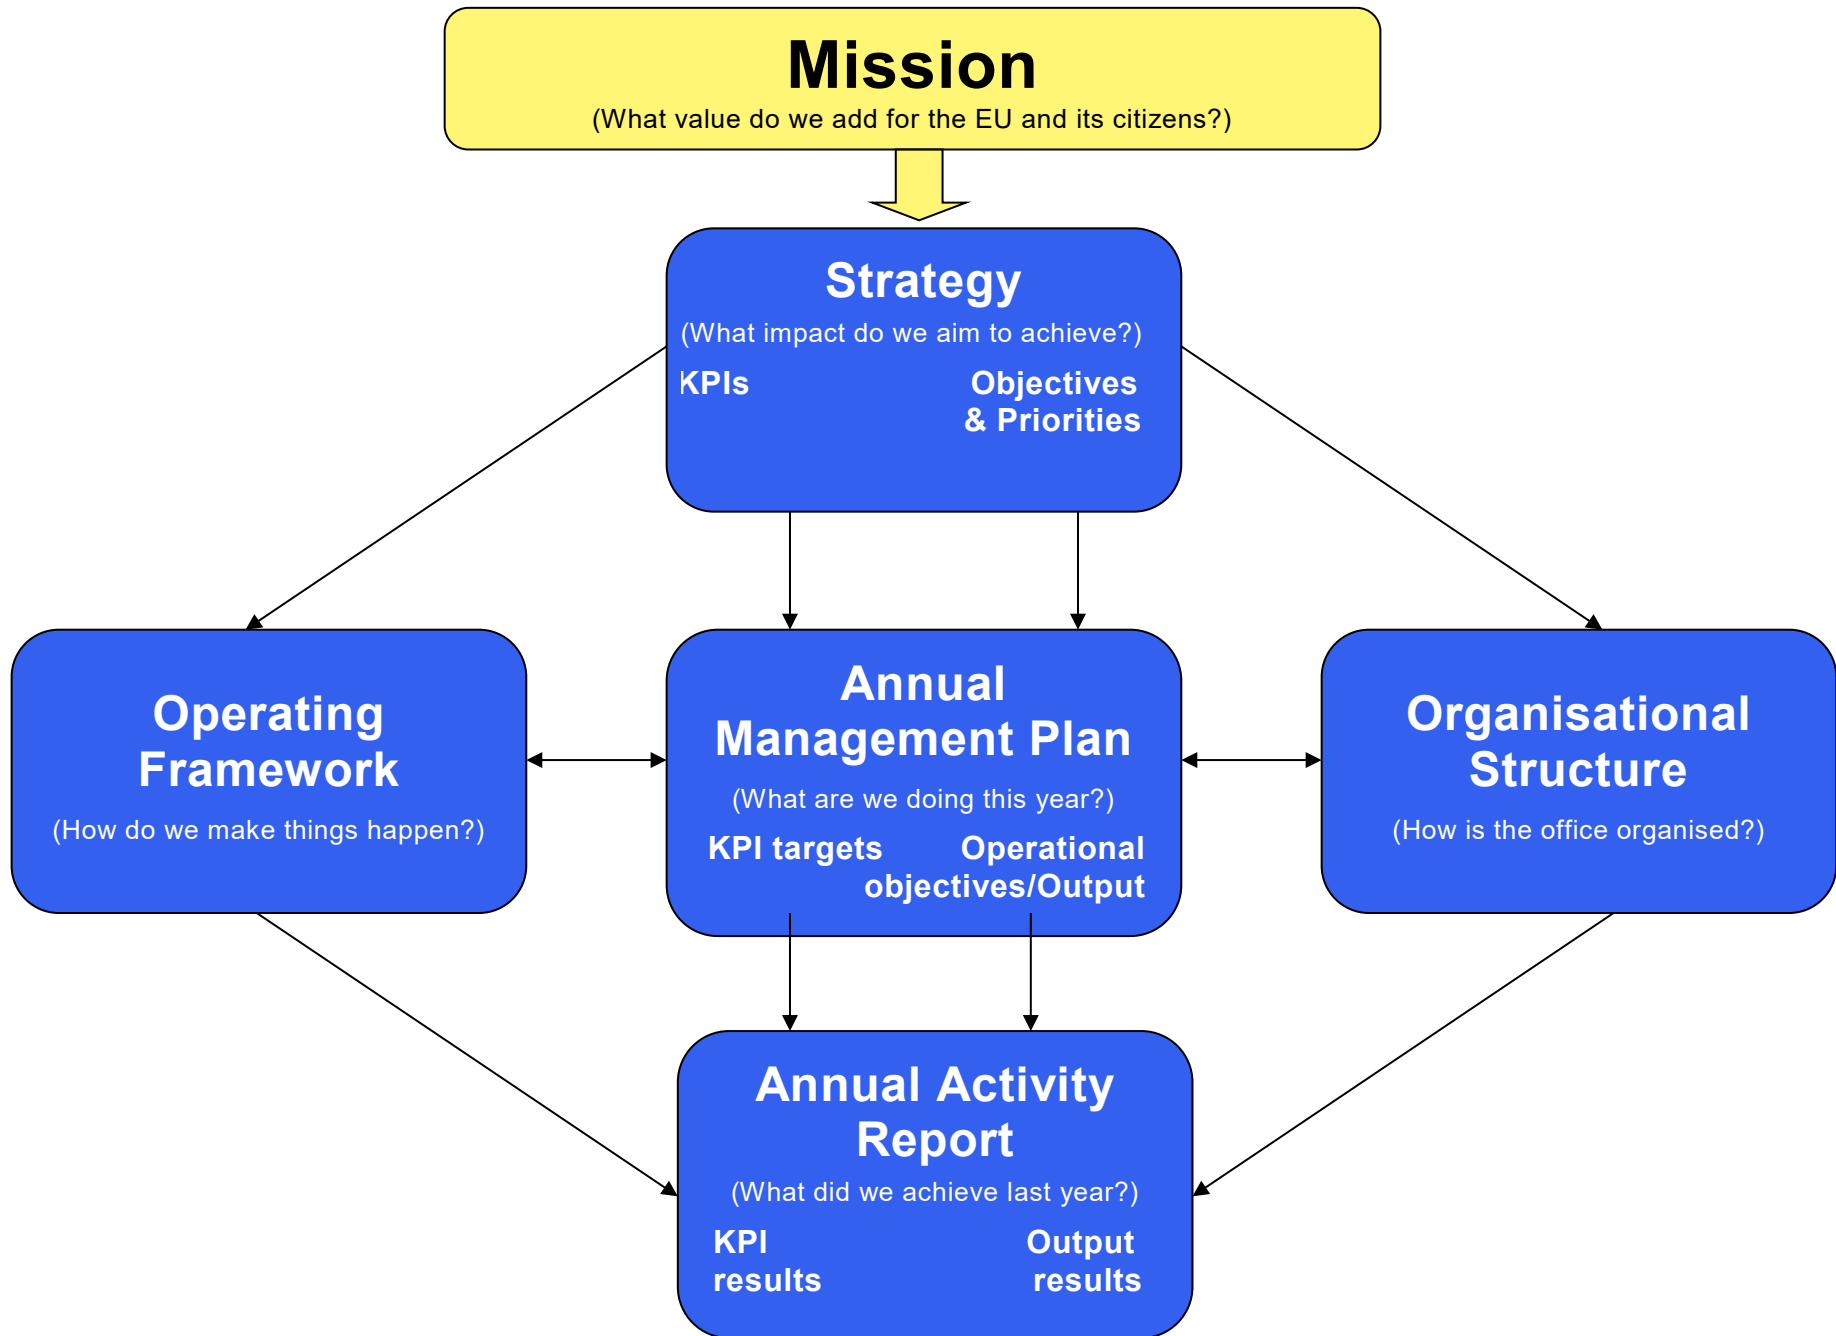 Mission
(What value do we add for the EU and its citizens?)
Strategy
(What impact do we aim to achieve?)
KPIs Objectives
& Priorities
Operating
Framework
(How do we make things happen?)
Annual
Management Plan
(What are we doing this year?)
KPI targets Operational
objectives/Output
Organisational
Structure
(How is the office organised?)
Annual Activity
Report
(What did we achieve last year?)
KPI Output
results results